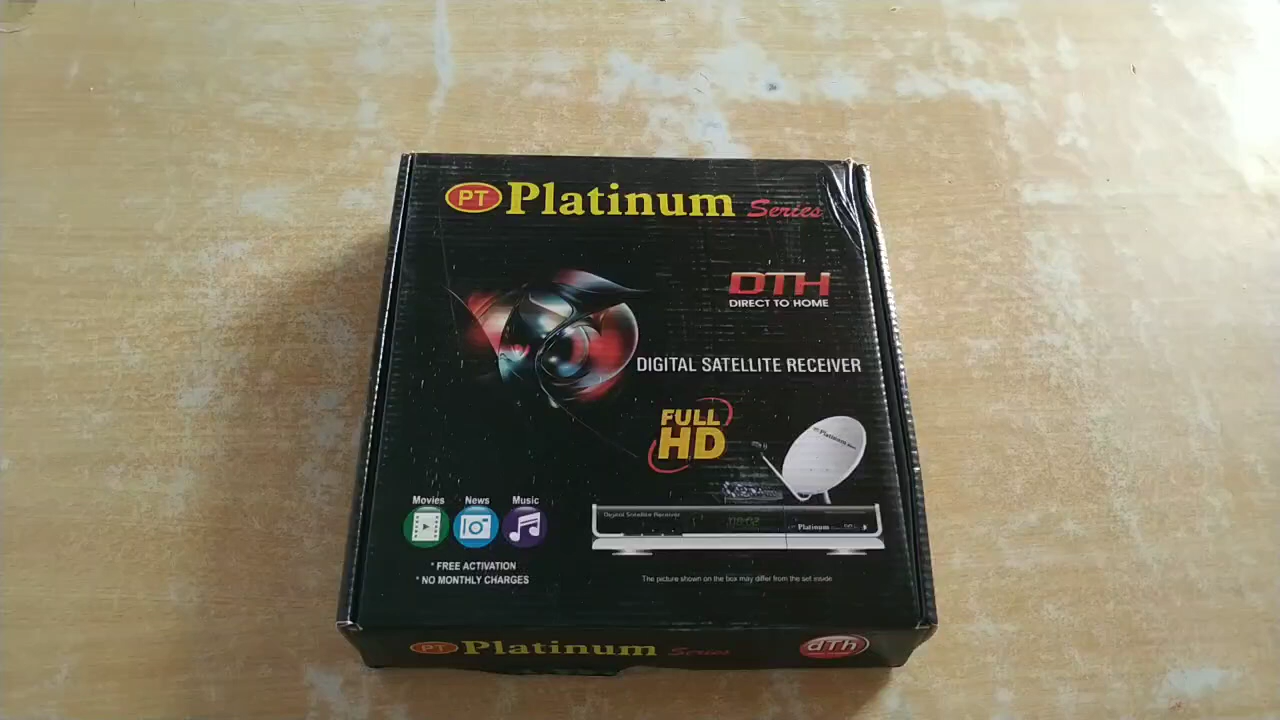 PT Platinum Series
DTH
DIRECT TO HOME
DIGITAL SATELLITE RECEIVER
FULL
HD
Platinum
Movies News Music
Digital Satellite Receiver
Platinum
* FREE ACTIVATION
* NO MONTHLY CHARGES
The picture shown on the box may differ from the set inside
PT Platinum Series
dTh